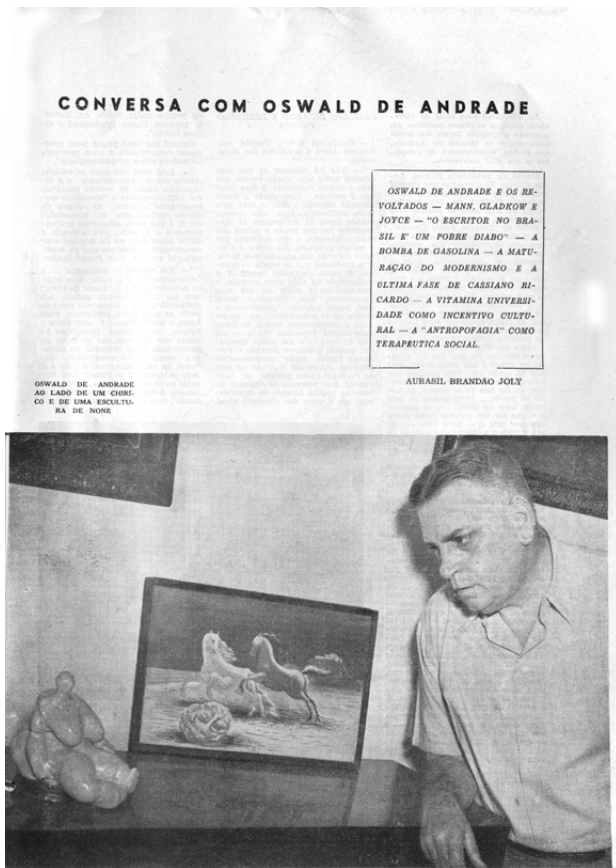 CONVERSA COM OSWALD DE ANDRADE
OSWALD DE ANDRADE E OS RE-
VOLTADOS — MANN, GLADKOW E
JOYCE — "O ESCRITOR NO BRA-
SIL E' UM POBRE DIABO" — A
BOMBA DE GASOLINA — A MATU-
RAÇÃO DO MODERNISMO E A
ÚLTIMA FASE DE CASSIANO RI-
CARDO — A VITAMINA UNIVERSI-
DADE COMO INCENTIVO CULTU-
RAL — A "ANTROPOFAGIA" COMO
TERAPÊUTICA SOCIAL.
AURASIL BRANDÃO JOLY
OSWALD DE ANDRADE
AO LADO DE UM CHIRI-
CO E DE UMA ESCULTU-
RA DE NONE